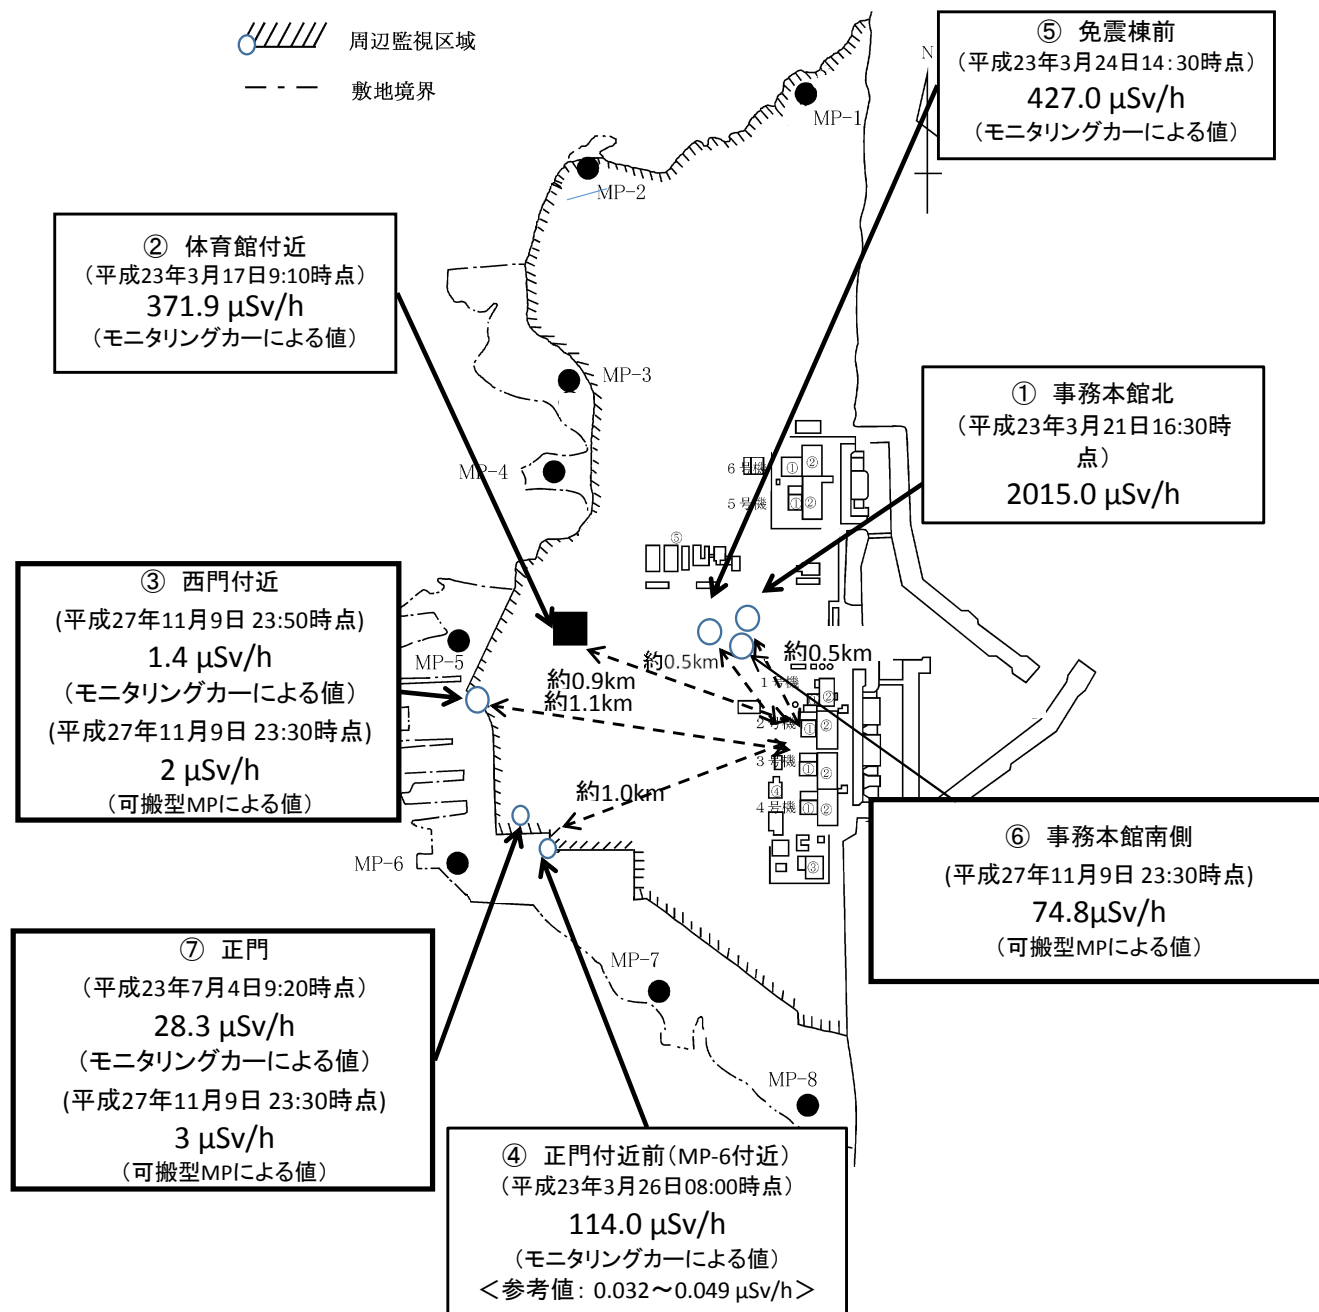 周辺監視区域
敷地境界
⑤ 免震棟前
(平成23年3月24日14:30時点)
427.0 μSv/h
(モニタリングカーによる値)
N
MP-1
MP-2
② 体育館付近
(平成23年3月17日9:10時点)
371.9 μSv/h
(モニタリングカーによる値)
MP-3
① 事務本館北
(平成23年3月21日16:30時
点)
2015.0 μSv/h
MP-4
6号機
① ②
5号機
① ②
⑤
③ 西門付近
(平成27年11月9日 23:50時点)
1.4 μSv/h
(モニタリングカーによる値)
(平成27年11月9日 23:30時点)
2 μSv/h
(可搬型MPによる値)
MP-5
約0.5km
約0.5km
約0.9km
約1.1km
1号機
②
2号機
① ②
3号機
① ②
④
4号機
① ②
③
約1.0km
MP-6
⑥ 事務本館南側
(平成27年11月9日 23:30時点)
74.8μSv/h
(可搬型MPによる値)
⑦ 正門
(平成23年7月4日9:20時点)
28.3 μSv/h
(モニタリングカーによる値)
(平成27年11月9日 23:30時点)
3 μSv/h
(可搬型MPによる値)
MP-7
MP-8
④ 正門付近前(MP-6付近)
(平成23年3月26日08:00時点)
114.0 μSv/h
(モニタリングカーによる値)
<参考値: 0.032~0.049 μSv/h>